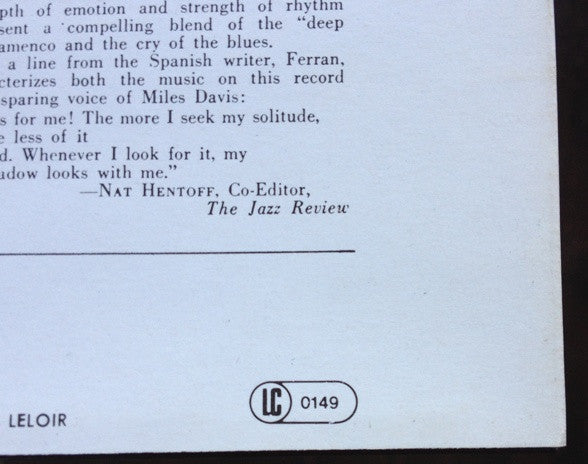 pth of emotion and strength of rhythm
sent a compelling blend of the "deep
amenco and the cry of the blues.
a line from the Spanish writer, Ferran,
cterizes both the music on this record
sparing voice of Miles Davis:
s for me! The more I seek my solitude,
e less of it
d. Whenever I look for it, my
adow looks with me."
—NAT HENTOFF, Co-Editor,
The Jazz Review
LELOIR
LC 0149